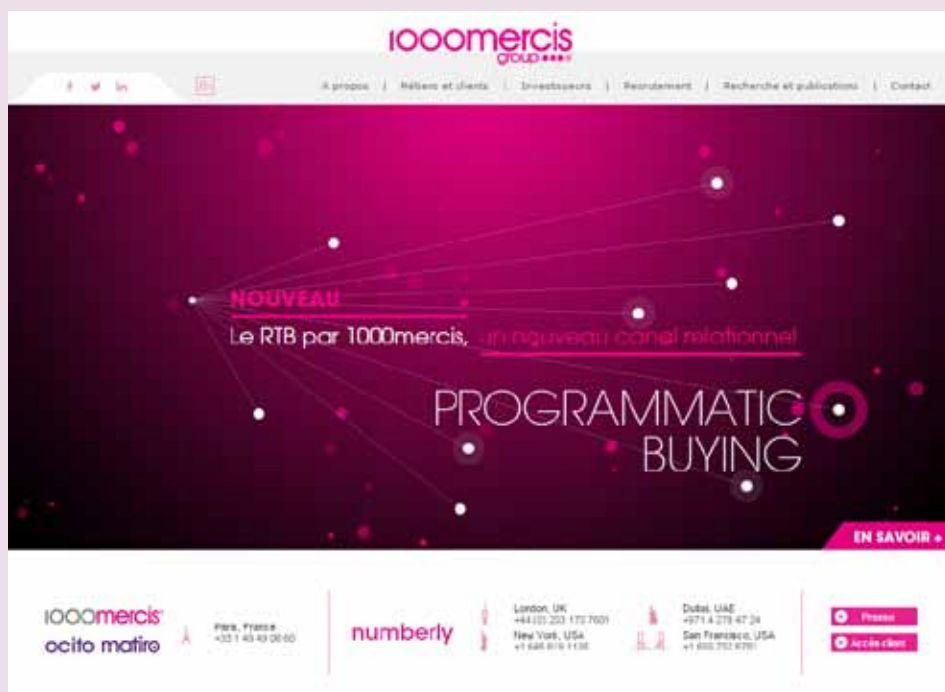 1000mercis
group
A propos | Métiers et clients | Investisseurs | Recrutement | Recherche et publications | Contact
NOUVEAU
Le RTB par 1000mercis, un nouveau canal relationnel
PROGRAMMATIC
BUYING
EN SAVOIR +
1000mercis
ocito matiro
Paris, France
numberly
London, UK
New York, USA
Dubai, UAE
San Francisco, USA
Presse
Accès client